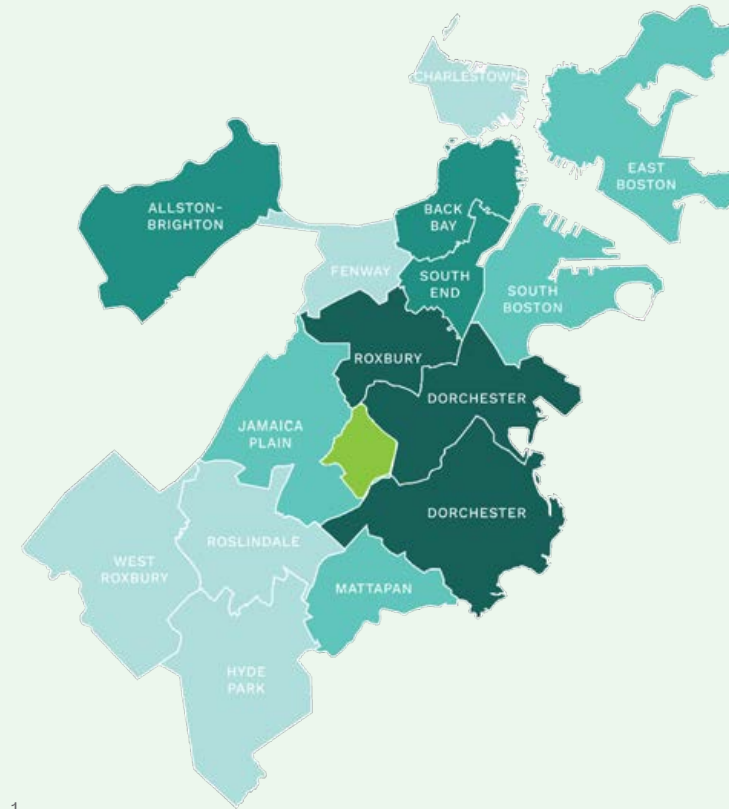 CHARLESTOWN
EAST
BOSTON
ALLSTON-
BRIGHTON
BACK
BAY
FENWAY
SOUTH
END
SOUTH
BOSTON
ROXBURY
DORCHESTER
JAMAICA
PLAIN
DORCHESTER
ROSLINDALE
WEST
ROXBURY
MATTAPAN
HYDE
PARK
1